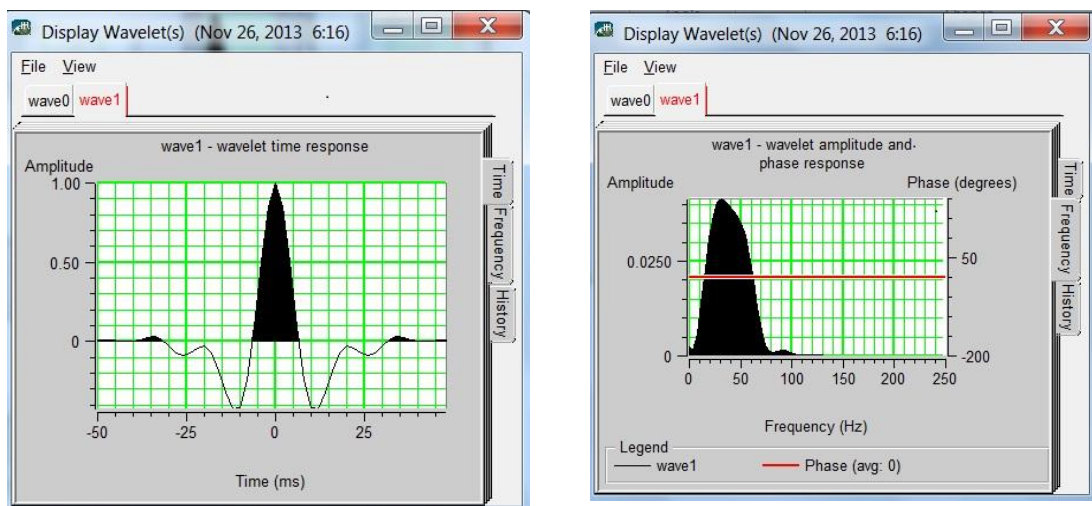 Display Wavelet(s) (Nov 26, 2013 6:16)
File View
wave0 wave1
wave1 - wavelet time response
Amplitude
1.00
0.50
0
-50 -25 0 25
Time (ms)
Time
Frequency
History
Display Wavelet(s) (Nov 26, 2013 6:16)
File View
wave0 wave1
wave1 - wavelet amplitude and
phase response
Amplitude Phase (degrees)
0.0250 50
0 -200
0 50 100 150 200 250
Frequency (Hz)
Legend
wave1 Phase (avg: 0)
Time
Frequency
History